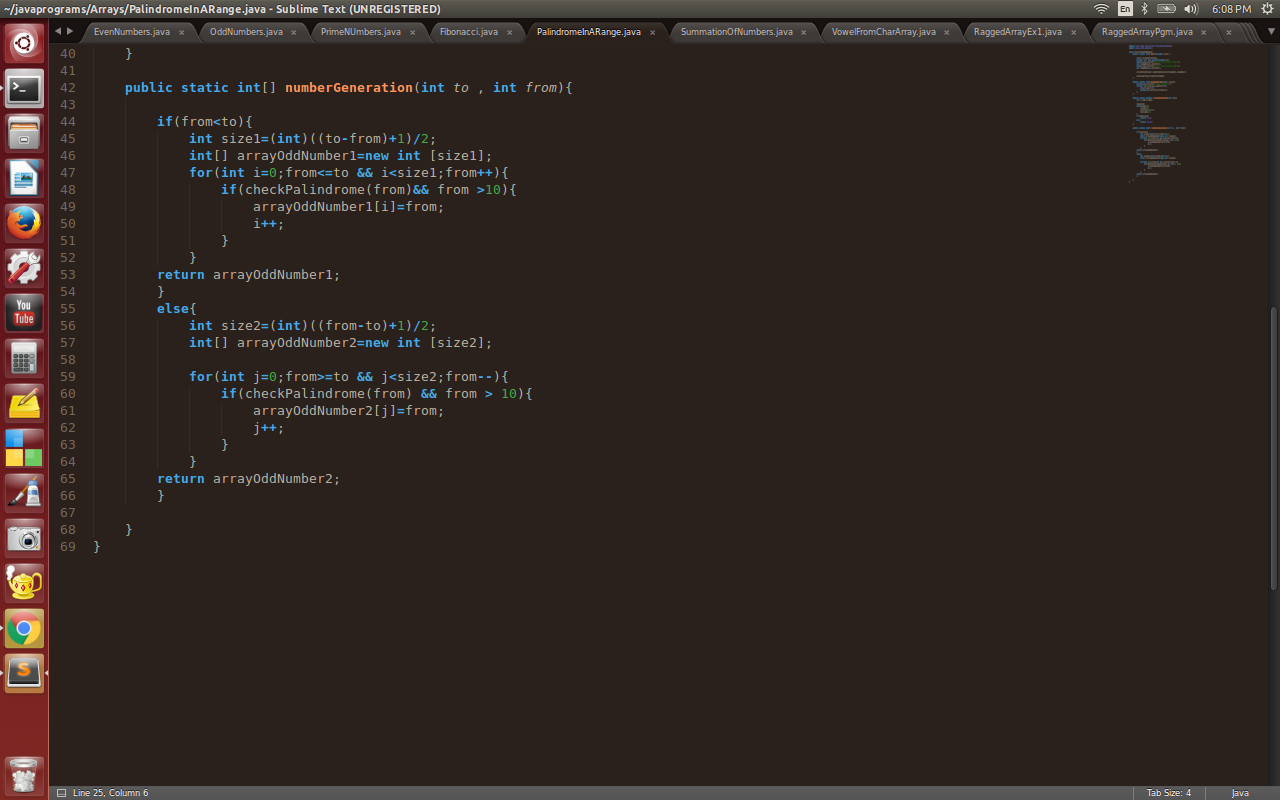 ~/javaprograms/Arrays/PalindromeInARange.java - Sublime Text (UNREGISTERED)
En
6:08 PM
EvenNumbers.java × OddNumbers.java × PrimeNUmbers.java × Fibonacci.java × PalindromeInARange.java × SummationOfNumbers.java × VowelFromCharArray.java × RaggedArrayEx1.java × RaggedArrayPgm.java × ×
40 }
41
42 public static int[] numberGeneration(int to , int from){
43
44 if(from<to){
45 int size1=(int)((to-from)+1)/2;
46 int[] arrayOddNumber1=new int [size1];
47 for(int i=0;from<=to && i<size1;from++){
48 if(checkPalindrome(from)&& from >10){
49 arrayOddNumber1[i]=from;
50 i++;
51 }
52 }
53 return arrayOddNumber1;
54 }
55 else{
56 int size2=(int)((from-to)+1)/2;
57 int[] arrayOddNumber2=new int [size2];
58
59 for(int j=0;from>=to && j<size2;from--){
60 if(checkPalindrome(from) && from > 10){
61 arrayOddNumber2[j]=from;
62 j++;
63 }
64 }
65 return arrayOddNumber2;
66 }
67
68 }
69 }
You
Tube
S
Line 25, Column 6
Tab Size: 4
Java